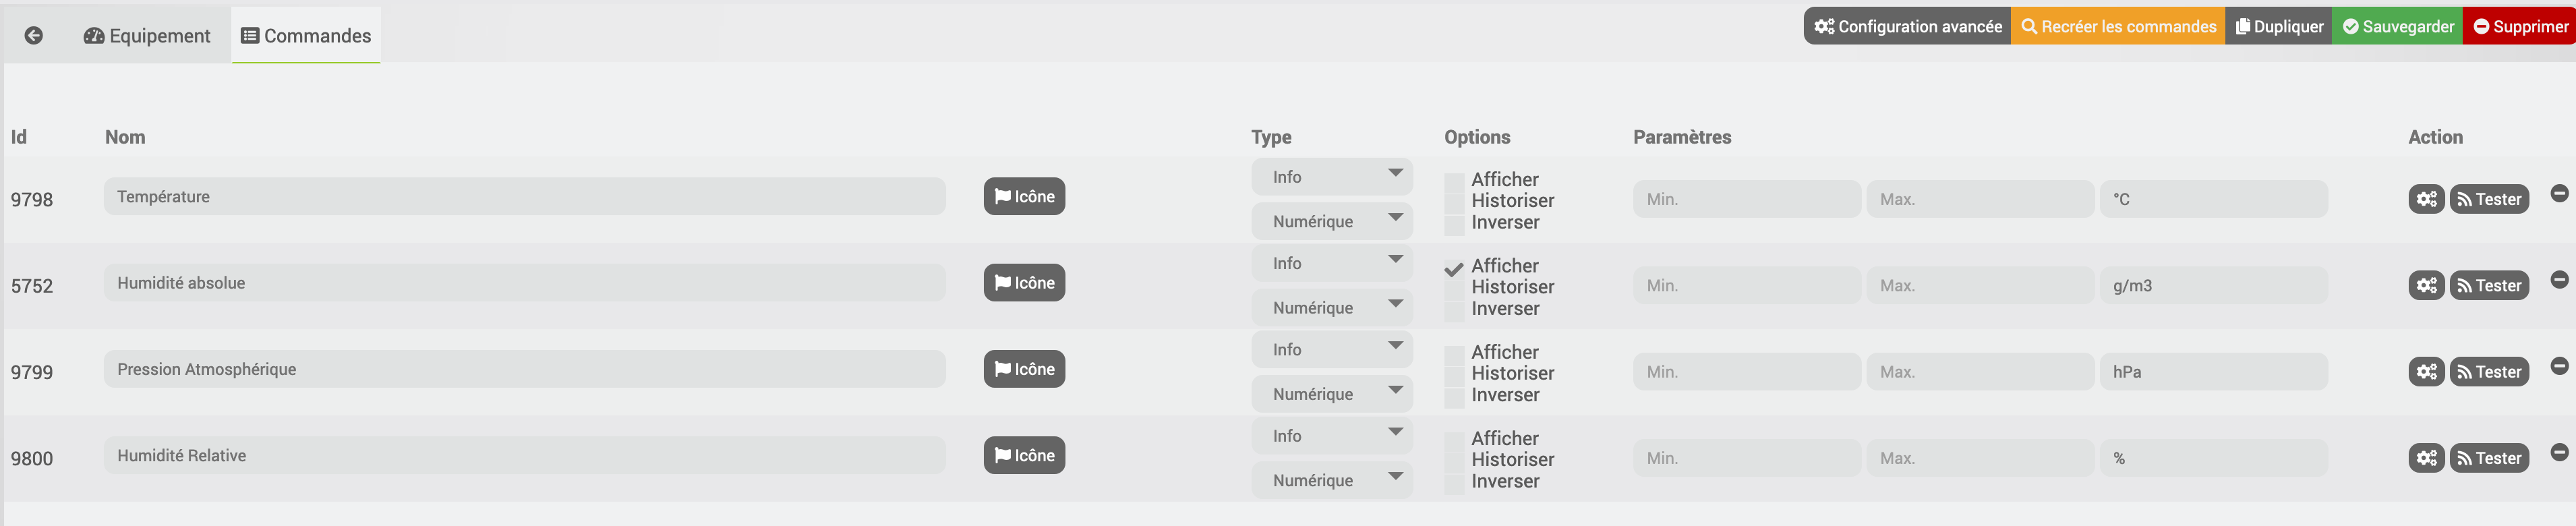 Equipement Commandes Configuration avancée Recréer les commandes Dupliquer Sauvegarder Supprimer
Id Nom Type Options Paramètres Action
9798 Température Icône Info Numérique Afficher Historiser Inverser Min. Max. °C Tester
5752 Humidité absolue Icône Info Numérique Afficher Historiser Inverser Min. Max. g/m3 Tester
9799 Pression Atmosphérique Icône Info Numérique Afficher Historiser Inverser Min. Max. hPa Tester
9800 Humidité Relative Icône Info Numérique Afficher Historiser Inverser Min. Max. % Tester